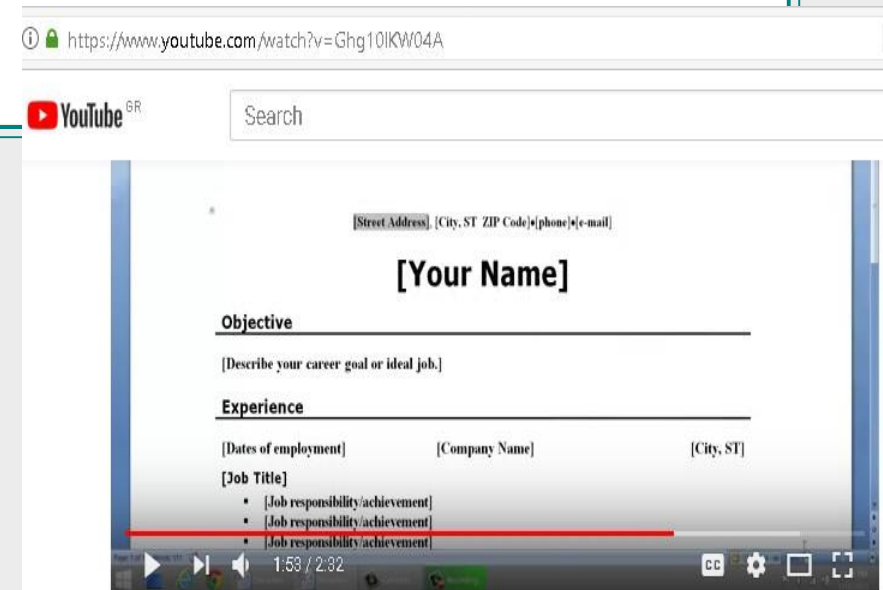 https://www.youtube.com/watch?v=Ghg10IKW04A
YouTube GR
Search
[Street Address], [City, ST ZIP Code]•[phone]•[e-mail]
[Your Name]
Objective
[Describe your career goal or ideal job.]
Experience
[Dates of employment] [Company Name] [City, ST]
[Job Title]
▪ [Job responsibility/achievement]
▪ [Job responsibility/achievement]
▪ [Job responsibility/achievement]
1:53 / 2:32
CC